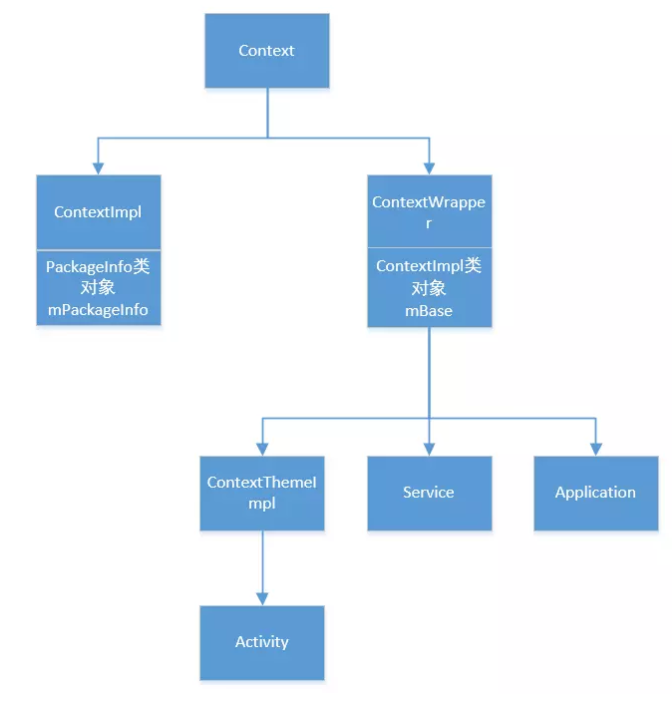 Context
ContextImpl
PackageInfo类
对象
mPackageInfo
ContextWrappe
r
ContextImpl类
对象
mBase
ContextThemeI
mpl
Service
Application
Activity